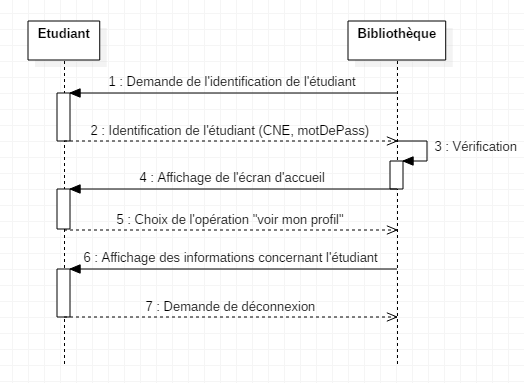 Etudiant
Bibliothèque
1 : Demande de l'identification de l'étudiant
2 : Identification de l'étudiant (CNE, motDePass)
3 : Vérification
4 : Affichage de l'écran d'accueil
5 : Choix de l'opération "voir mon profil"
6 : Affichage des informations concernant l'étudiant
7 : Demande de déconnexion